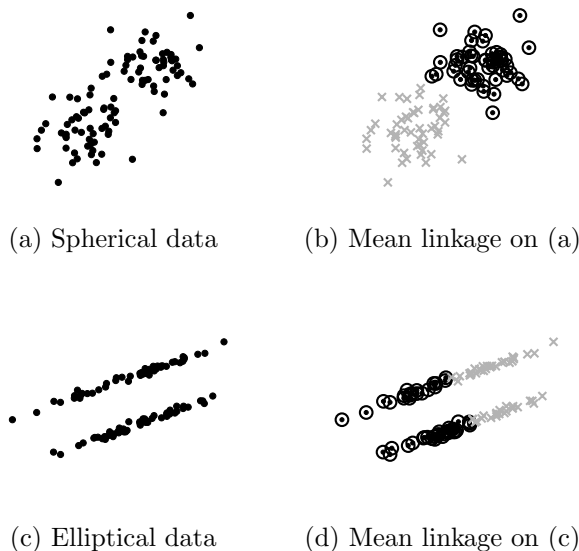 (a) Spherical data
(b) Mean linkage on (a)
(c) Elliptical data
(d) Mean linkage on (c)